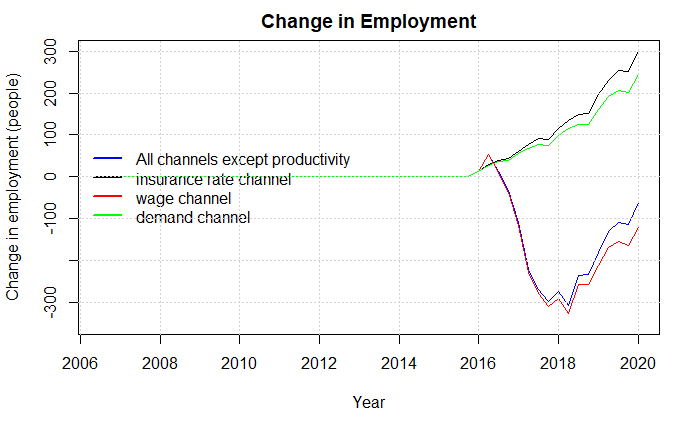 Change in Employment
Change in employment (people)
300
200
100
0
-100
-300
All channels except productivity
insurance rate channel
wage channel
demand channel
2006 2008 2010 2012 2014 2016 2018 2020
Year